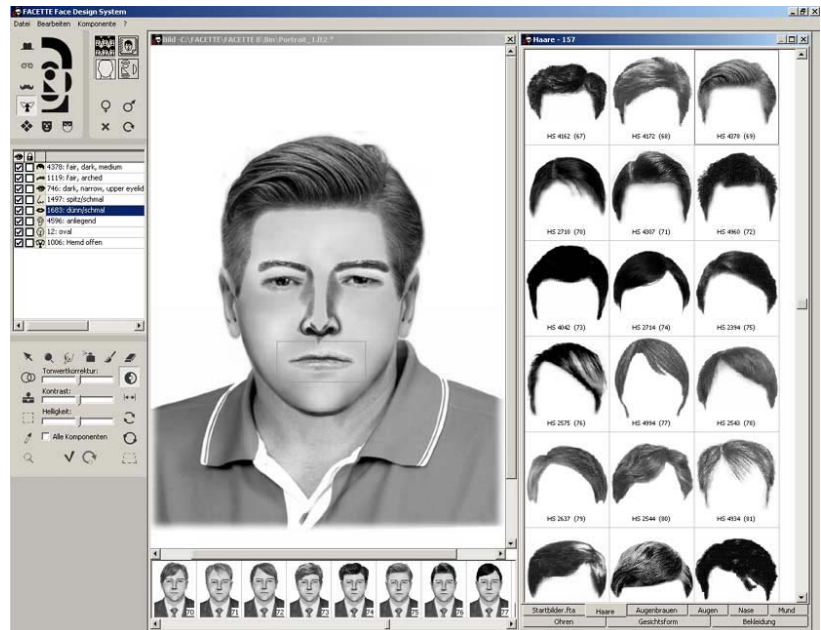 FACETTE Face Design System
Datei Bearbeiten Komponente ?
Bild -C:\FACETTE\FACETTE 8\Bin\Portrait_1.ft2 *
Haare - 157
4378: fair, dark, medium
1119: fair, arched
746: dark, narrow, upper eyelid
1497: spitz/schmal
1683: dünn/schmal
4596: anliegend
12: oval
1006: Hemd offen
Tonwertkorrektur:
Kontrast:
Helligkeit:
Alle Komponenten
70 71 72 73 74 75 76 77
HS 4162 (67) HS 4172 (68) HS 4378 (69)
HS 2710 (70) HS 4387 (71) HS 4960 (72)
HS 4042 (73) HS 2714 (74) HS 2394 (75)
HS 2575 (76) HS 4994 (77) HS 2543 (78)
HS 2637 (79) HS 2544 (80) HS 4934 (81)
Startbilder.fta Haare Augenbrauen Augen Nase Mund
Ohren Gesichtsform Bekleidung